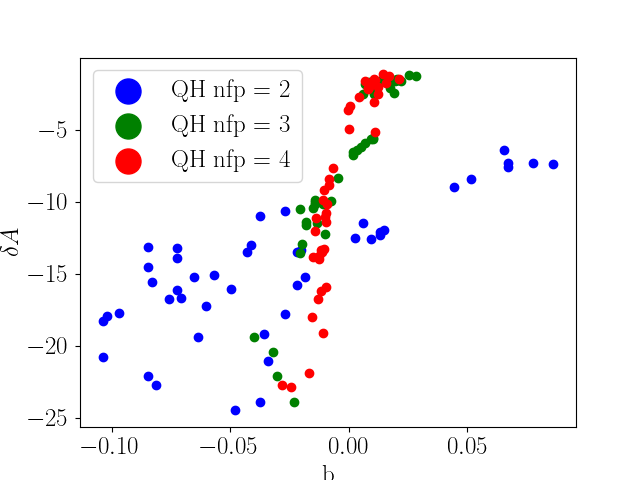 QH nfp = 2
QH nfp = 3
QH nfp = 4
−5
−10
−15
−20
−25
δA
−0.10
−0.05
0.00
0.05
b